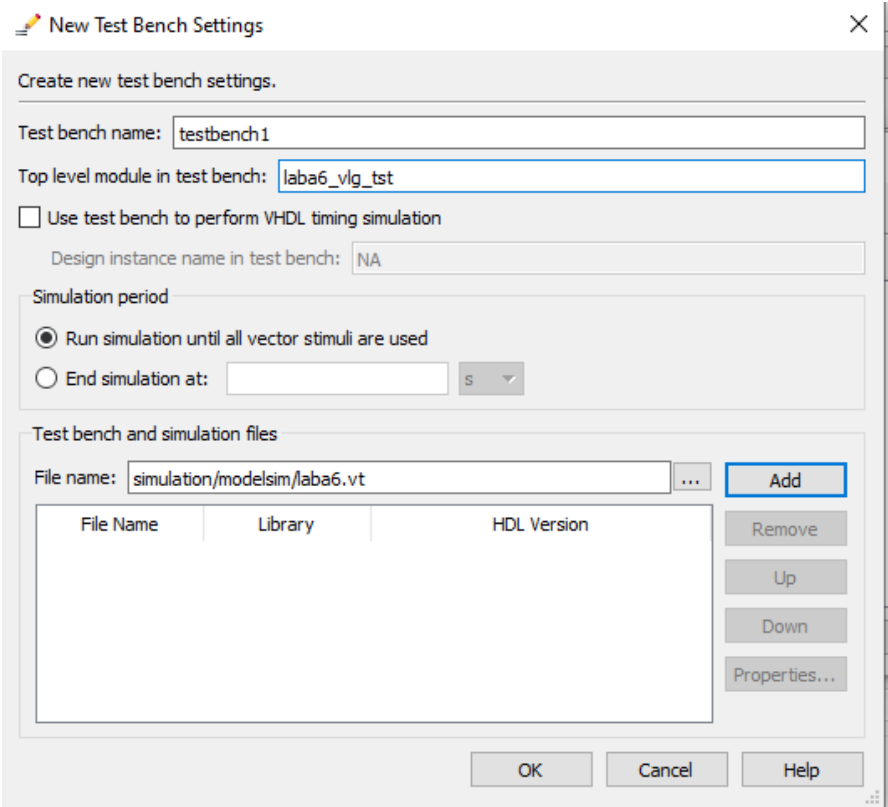 New Test Bench Settings
Create new test bench settings.
Test bench name: testbench1
Top level module in test bench: laba6_vlg_tst
Use test bench to perform VHDL timing simulation
Design instance name in test bench: NA
Simulation period
Run simulation until all vector stimuli are used
End simulation at: s
Test bench and simulation files
File name: simulation/modelsim/laba6.vt ... Add
File Name Library HDL Version
Remove
Up
Down
Properties...
OK Cancel Help